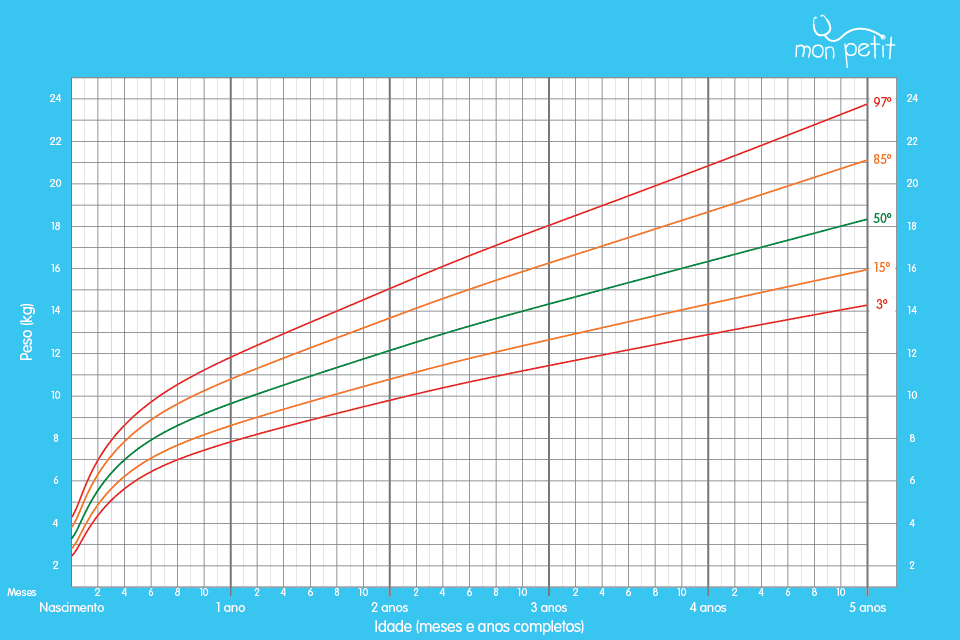 mon petit
24 97º 24
85º
22 22
20 50º 20
18 18
16 15º 16
14 3º 14
Peso (kg)
12 12
10 10
8 8
6 6
4 4
2 2
Meses 2 4 6 8 10 2 4 6 8 10 2 4 6 8 10 2 4 6 8 10 2 4 6 8 10
Nascimento 1 ano 2 anos 3 anos 4 anos 5 anos
Idade (meses e anos completos)